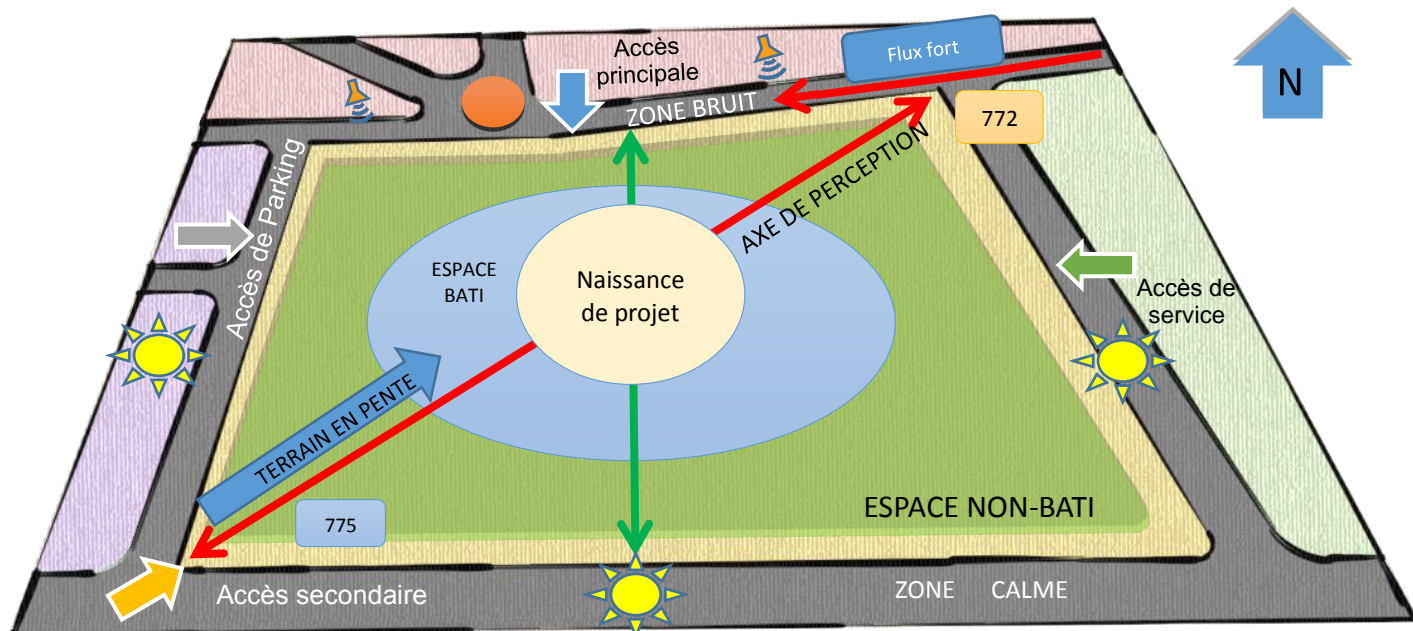 Accès
principale
Flux fort
N
ZONE BRUIT
772
Accès de Parking
AXE DE PERCEPTION
ESPACE
BATI
Naissance
de projet
Accès de
service
TERRAIN EN PENTE
775
ESPACE NON-BATI
Accès secondaire
ZONE CALME